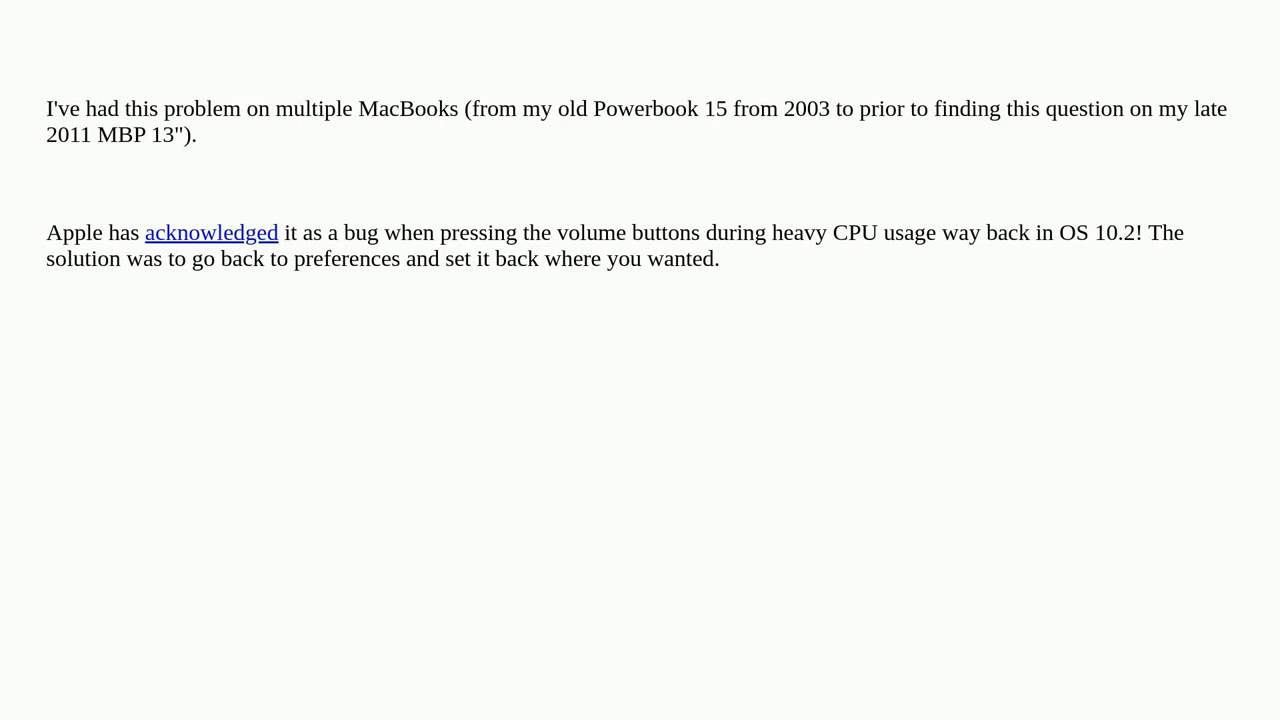 I've had this problem on multiple MacBooks (from my old Powerbook 15 from 2003 to prior to finding this question on my late
2011 MBP 13").
Apple has acknowledged it as a bug when pressing the volume buttons during heavy CPU usage way back in OS 10.2! The
solution was to go back to preferences and set it back where you wanted.